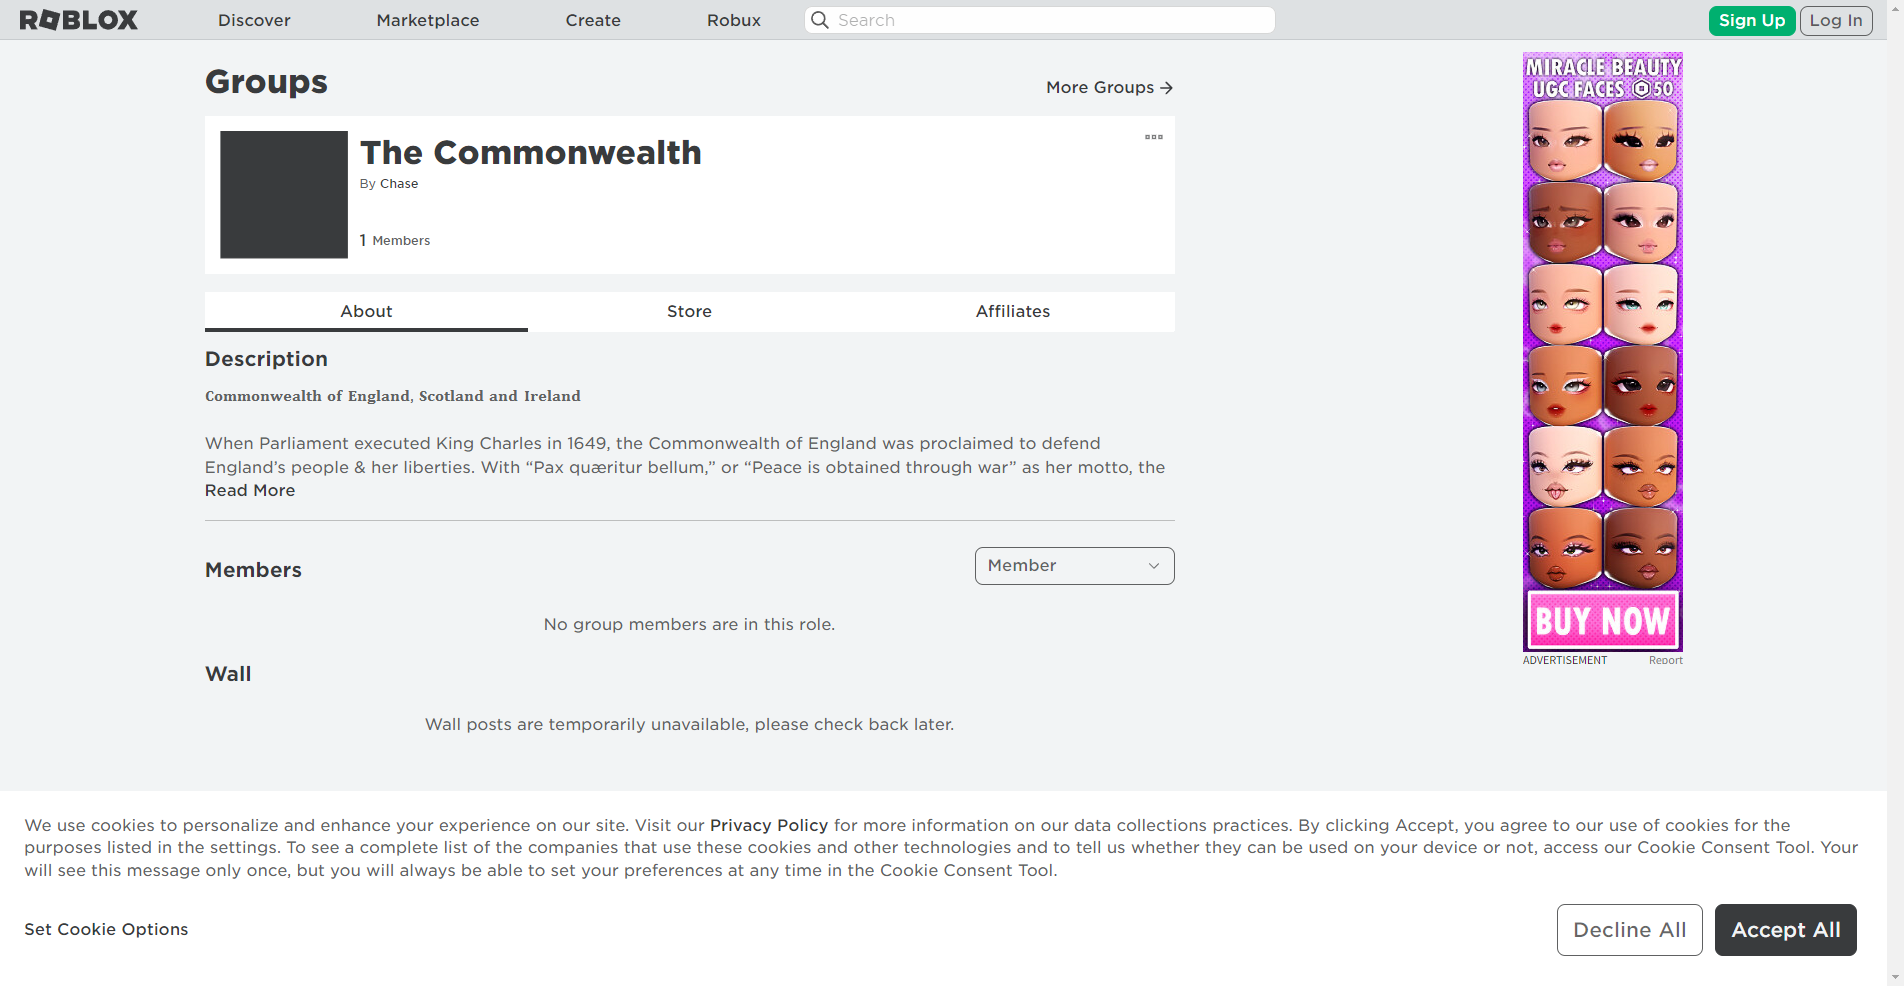 ROBLOX
Discover
Marketplace
Create
Robux
Search
Sign Up
Log In
Groups
More Groups →
The Commonwealth
By Chase
1 Members
About
Store
Affiliates
Description
Commonwealth of England, Scotland and Ireland
When Parliament executed King Charles in 1649, the Commonwealth of England was proclaimed to defend
England’s people & her liberties. With “Pax quæritur bellum,” or “Peace is obtained through war” as her motto, the
Read More
Members
Member
No group members are in this role.
Wall
Wall posts are temporarily unavailable, please check back later.
MIRACLE BEAUTY
UGC FACES 50
BUY NOW
ADVERTISEMENT
Report
We use cookies to personalize and enhance your experience on our site. Visit our Privacy Policy for more information on our data collections practices. By clicking Accept, you agree to our use of cookies for the
purposes listed in the settings. To see a complete list of the companies that use these cookies and other technologies and to tell us whether they can be used on your device or not, access our Cookie Consent Tool. Your
will see this message only once, but you will always be able to set your preferences at any time in the Cookie Consent Tool.
Set Cookie Options
Decline All
Accept All